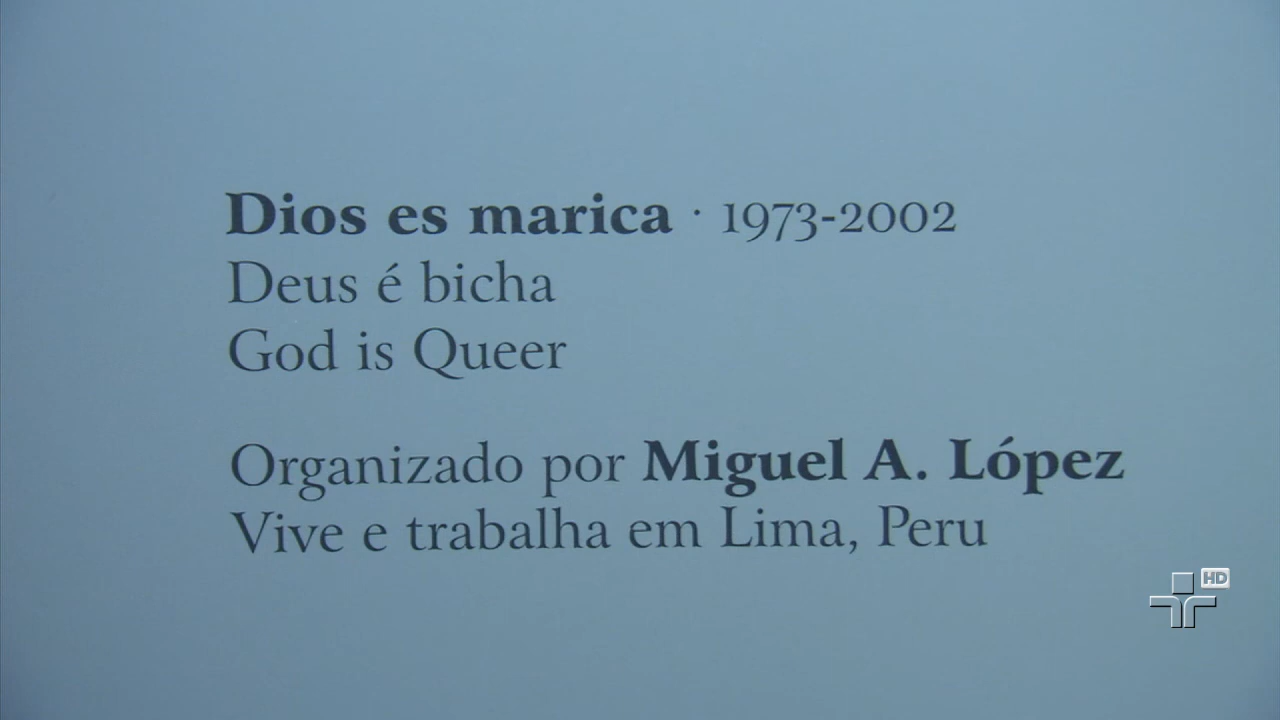 Dios es marica · 1973-2002
Deus é bicha
God is Queer
Organizado por Miguel A. López
Vive e trabalha em Lima, Peru
HD